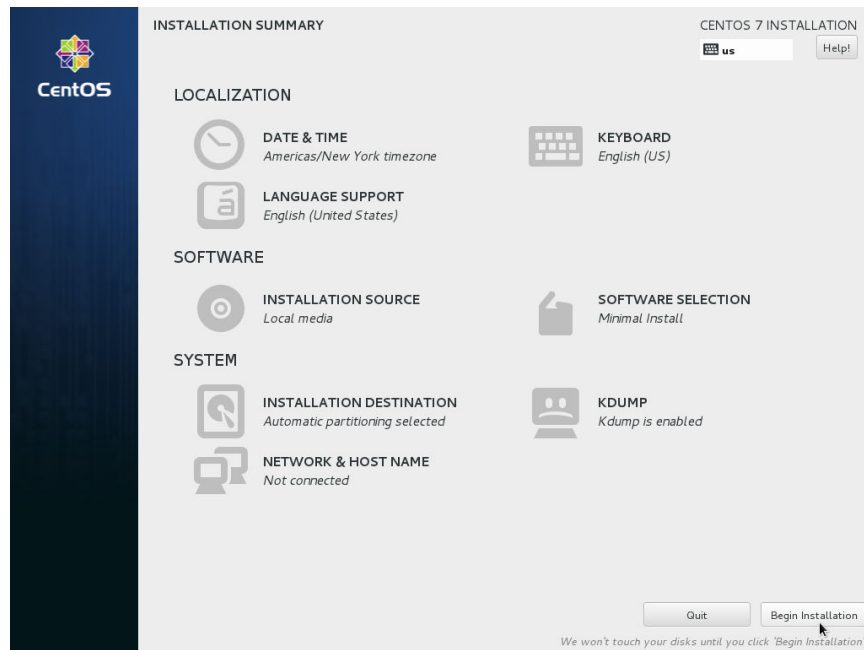 INSTALLATION SUMMARY
CENTOS 7 INSTALLATION
us
Help!
CentOS
LOCALIZATION
DATE & TIME
Americas/New York timezone
KEYBOARD
English (US)
LANGUAGE SUPPORT
English (United States)
SOFTWARE
INSTALLATION SOURCE
Local media
SOFTWARE SELECTION
Minimal Install
SYSTEM
INSTALLATION DESTINATION
Automatic partitioning selected
KDUMP
Kdump is enabled
NETWORK & HOST NAME
Not connected
Quit
Begin Installation
We won't touch your disks until you click 'Begin Installation'